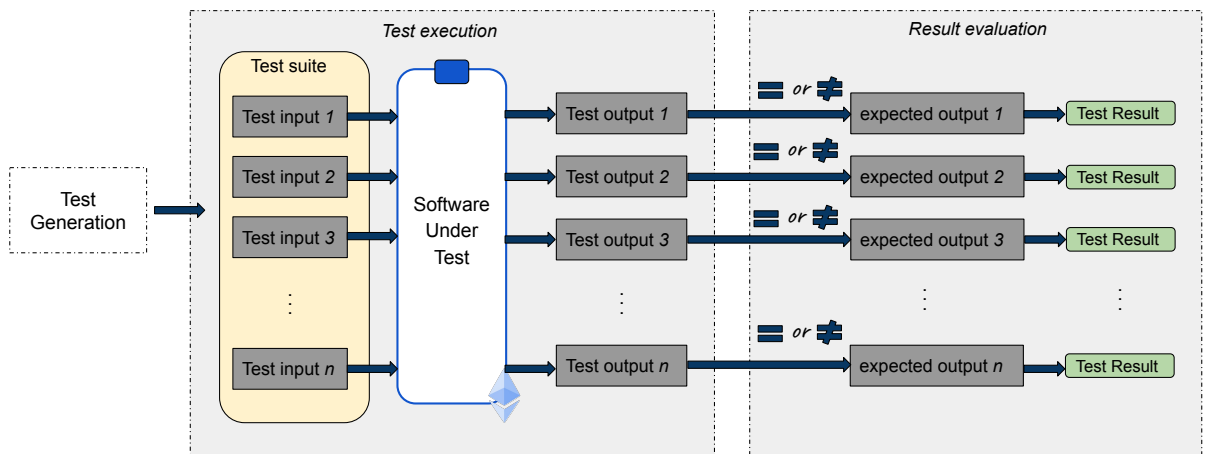 Test execution
Result evaluation
Test suite
Test Generation
Test input 1
Test output 1
= or ≠
expected output 1
Test Result
Test input 2
Test output 2
= or ≠
expected output 2
Test Result
Software
Under
Test
Test input 3
Test output 3
= or ≠
expected output 3
Test Result
⋮
⋮
⋮
⋮
Test input n
Test output n
= or ≠
expected output n
Test Result